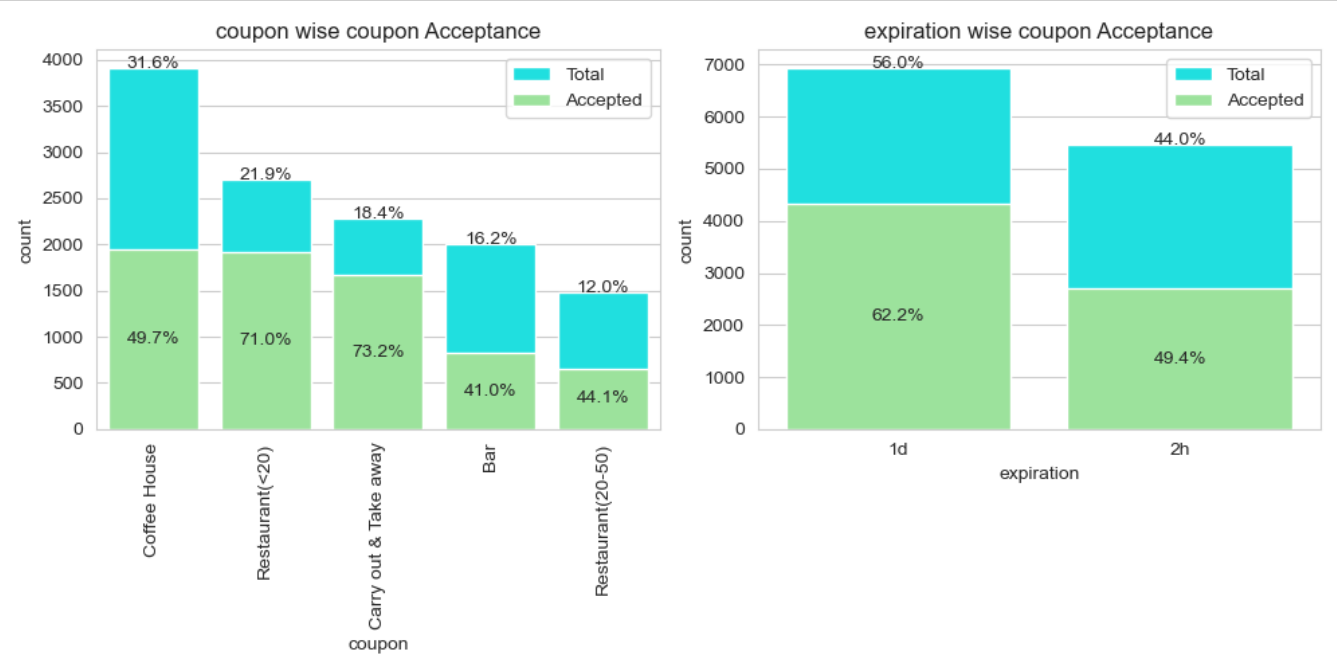 coupon wise coupon Acceptance
4000
3500
3000
2500
2000
1500
1000
500
0
count
31.6%
21.9%
18.4%
16.2%
12.0%
49.7%
71.0%
73.2%
41.0%
44.1%
Total
Accepted
Coffee House
Restaurant(<20)
Carry out & Take away
Bar
Restaurant(20-50)
coupon
expiration wise coupon Acceptance
7000
6000
5000
4000
3000
2000
1000
0
count
56.0%
44.0%
62.2%
49.4%
Total
Accepted
1d
2h
expiration